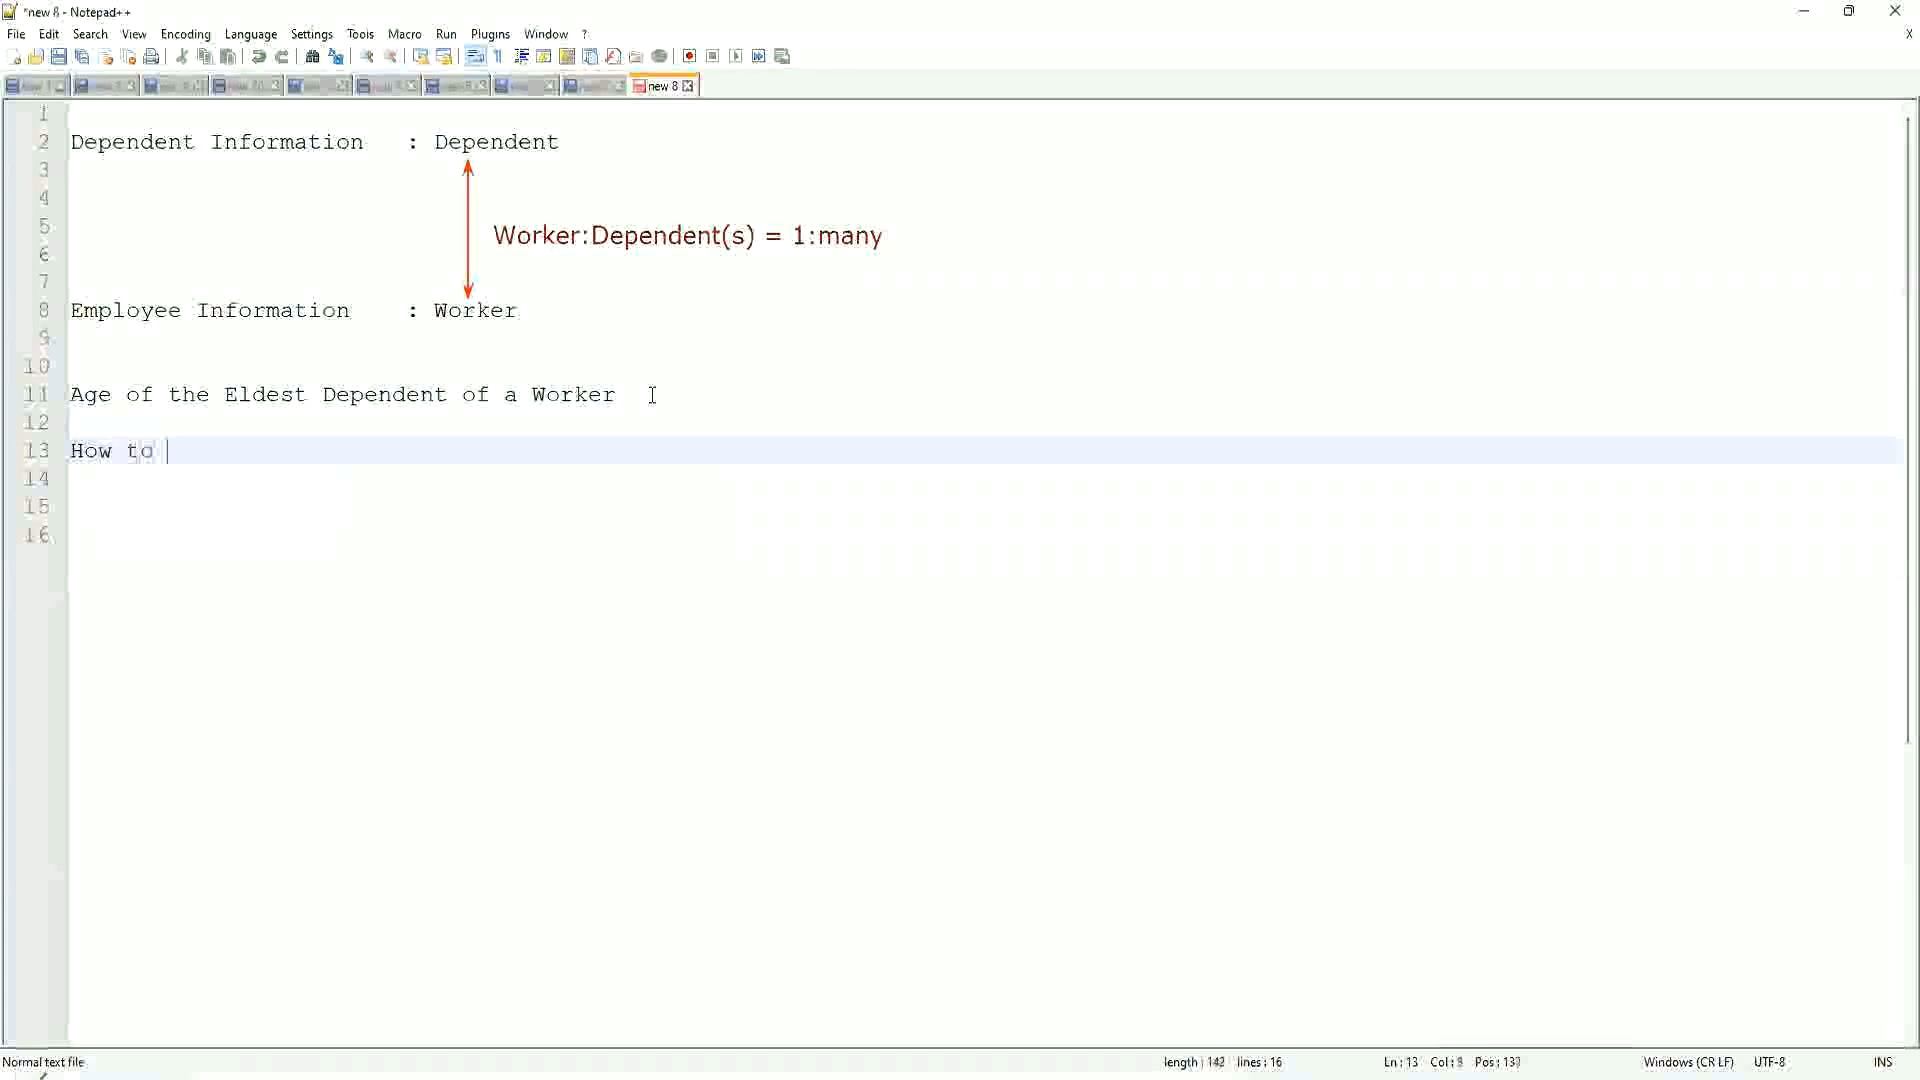 *new 8 - Notepad++
File Edit Search View Encoding Language Settings Tools Macro Run Plugins Window ? X
new 8
1
2 Dependent Information : Dependent
3
4
5 Worker:Dependent(s) = 1:many
6
7
8 Employee Information : Worker
9
10
11 Age of the Eldest Dependent of a Worker
12
13 How to
14
15
16
Normal text file length : 142 lines : 16 Ln : 13 Col : 8 Windows (CR LF) UTF-8 INS